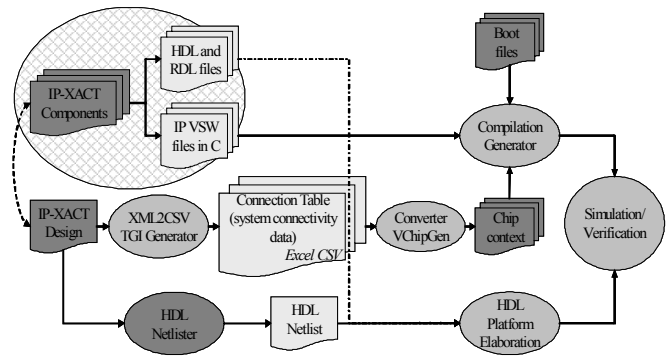 HDL and
RDL files
Boot
files
IP-XACT
Components
IP VSW
files in C
Compilation
Generator
IP-XACT
Design
XML2CSV
TGI Generator
Connection Table
(system connectivity
data)
Excel CSV
Converter
VChipGen
Chip
context
Simulation/
Verification
HDL
Netlister
HDL
Netlist
HDL
Platform
Elaboration